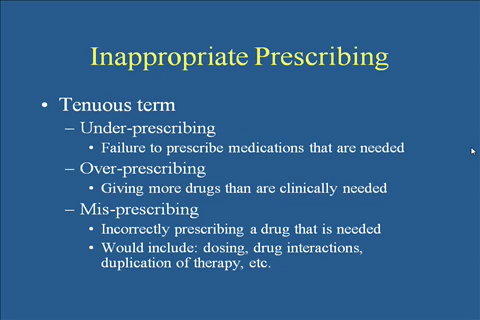 Inappropriate Prescribing
• Tenuous term
– Under-prescribing
• Failure to prescribe medications that are needed
– Over-prescribing
• Giving more drugs than are clinically needed
– Mis-prescribing
• Incorrectly prescribing a drug that is needed
• Would include: dosing, drug interactions,
duplication of therapy, etc.